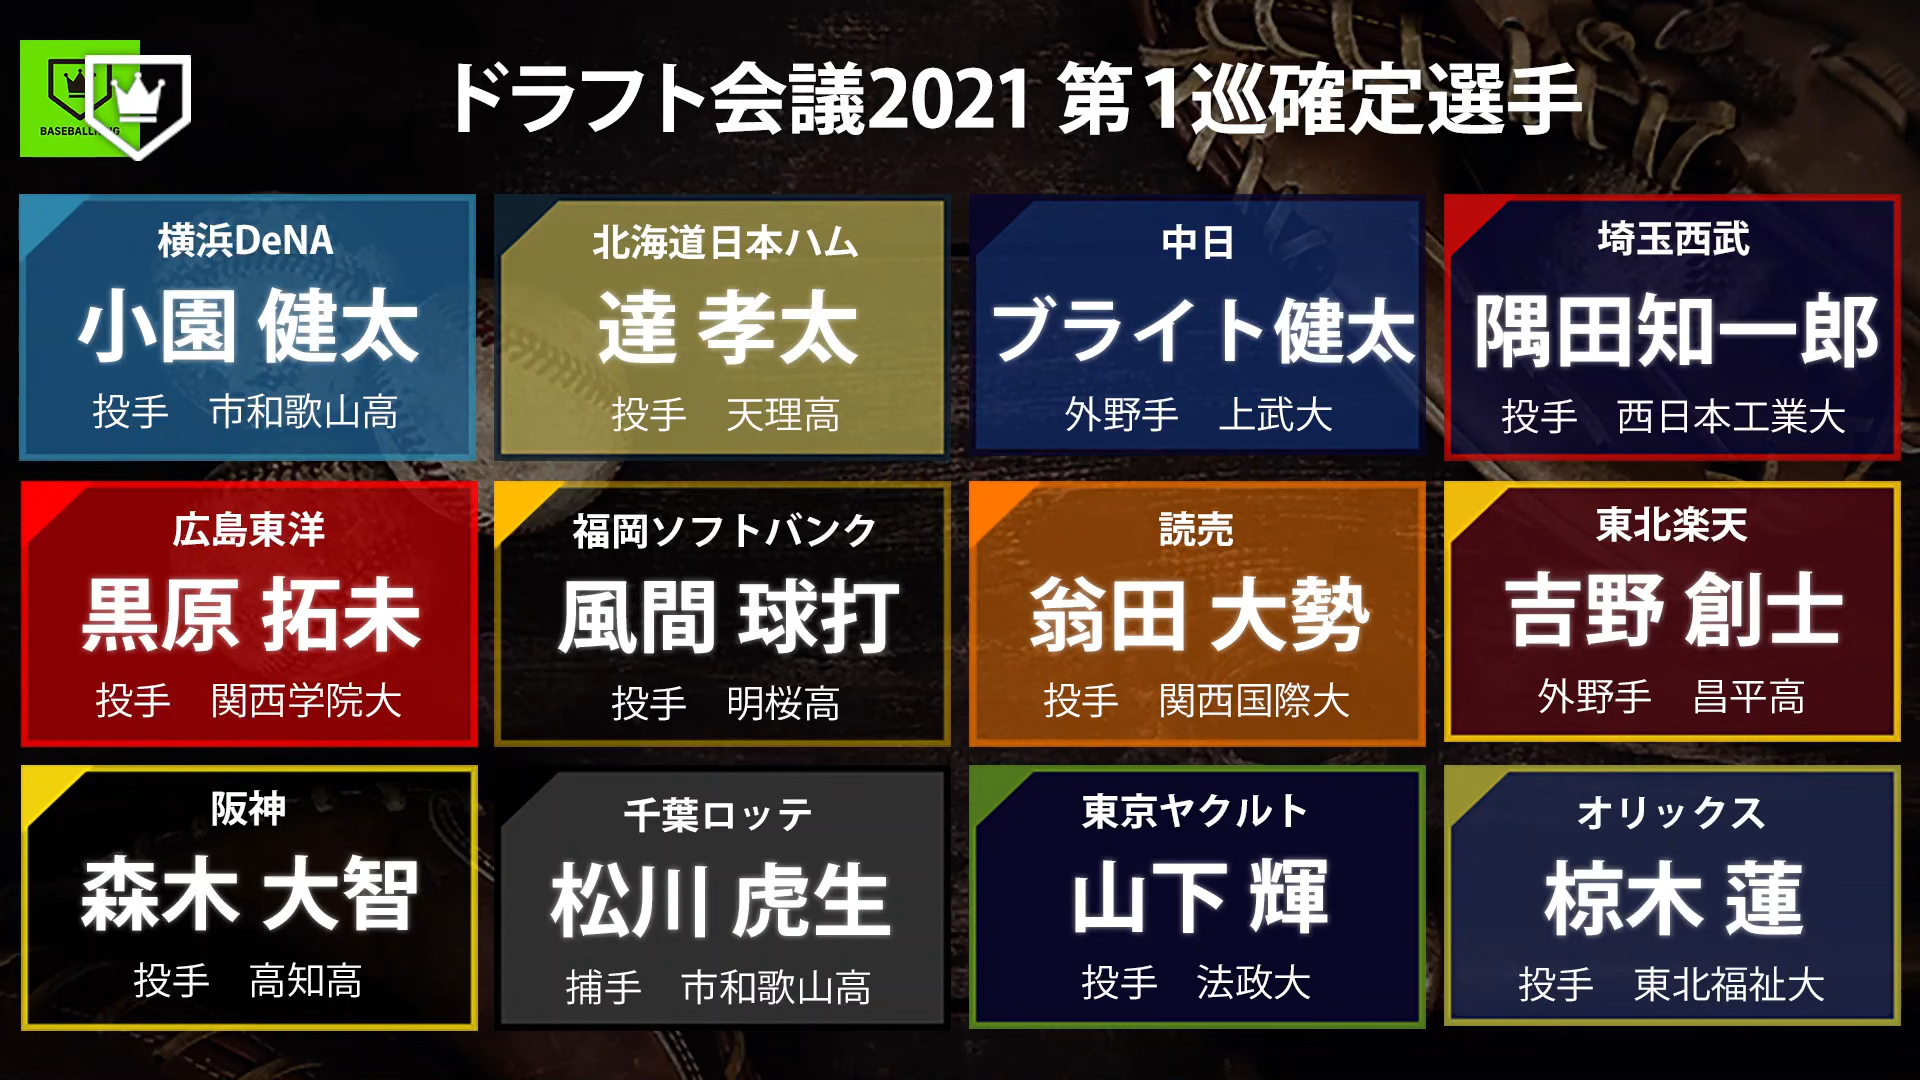 BASEBALLKING
ドラフト会議2021 第1巡確定選手
横浜DeNA
小園 健太
投手 市和歌山高
北海道日本ハム
達 孝太
投手 天理高
中日
ブライト健太
外野手 上武大
埼玉西武
隅田知一郎
投手 西日本工業大
広島東洋
黒原 拓未
投手 関西学院大
福岡ソフトバンク
風間 球打
投手 明桜高
読売
翁田 大勢
投手 関西国際大
東北楽天
吉野 創士
外野手 昌平高
阪神
森木 大智
投手 高知高
千葉ロッテ
松川 虎生
捕手 市和歌山高
東京ヤクルト
山下 輝
投手 法政大
オリックス
椋木 蓮
投手 東北福祉大